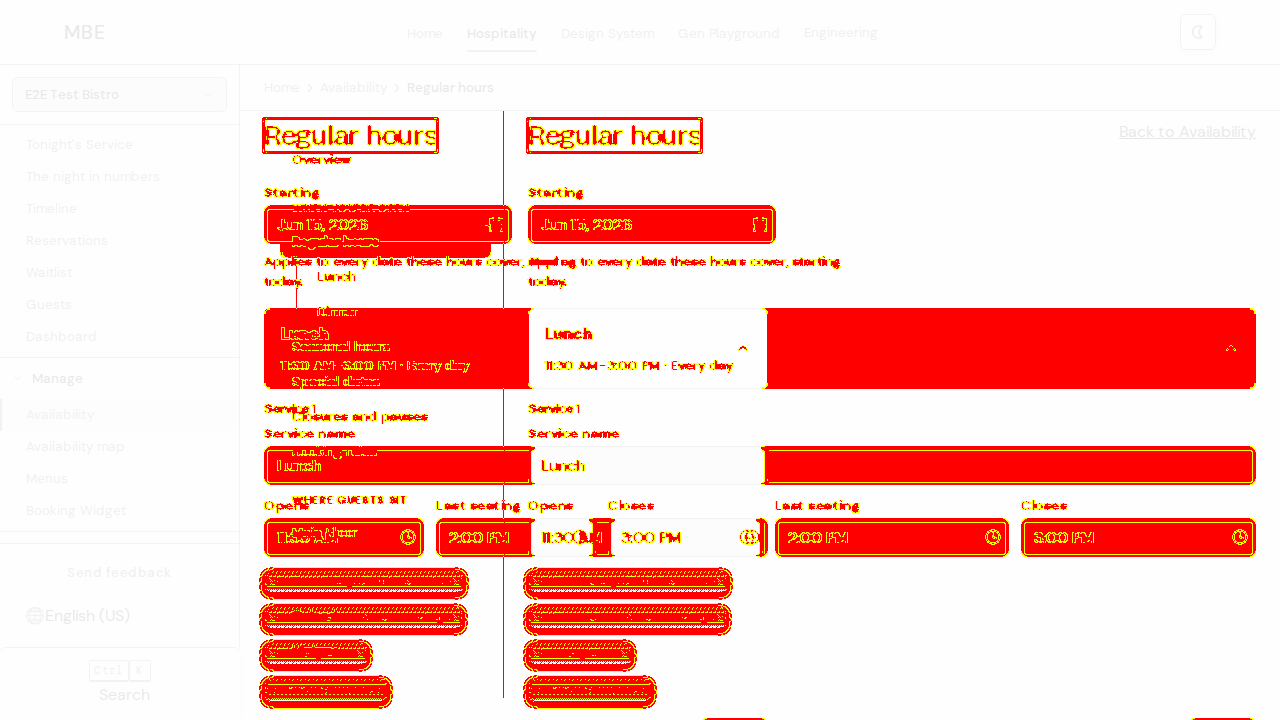 MBE
Home Hospitality Design System Gen Playground Engineering
E2E Test Bistro
Home Availability Regular hours
Back to Availability
Tonight's Service
The night in numbers
Timeline
Reservations
Waitlist
Guests
Dashboard
Manage
Availability
Availability map
Menus
Booking Widget
Send feedback
English (US)
Ctrl K
Search
Regular hours
Overview
Starting
Jun 15, 2026
Regular hours
Applies to every date these hours cover,
today.
Lunch
Dinner
Lunch
Seasonal hours
11:30 AM–3:00 PM · Every day
Special dates
Service 1
Closures and pauses
Service name
Lunch
WHERE GUESTS SIT
Opens
Last seating
2:00 PM
Regular hours
Starting
Jun 15, 2026
Applies to every date these hours cover, starting
today.
Lunch
11:30 AM–3:00 PM · Every day
Service 1
Service name
Lunch
Opens Closes Last seating Closes
11:30 AM 3:00 PM 2:00 PM 3:00 PM